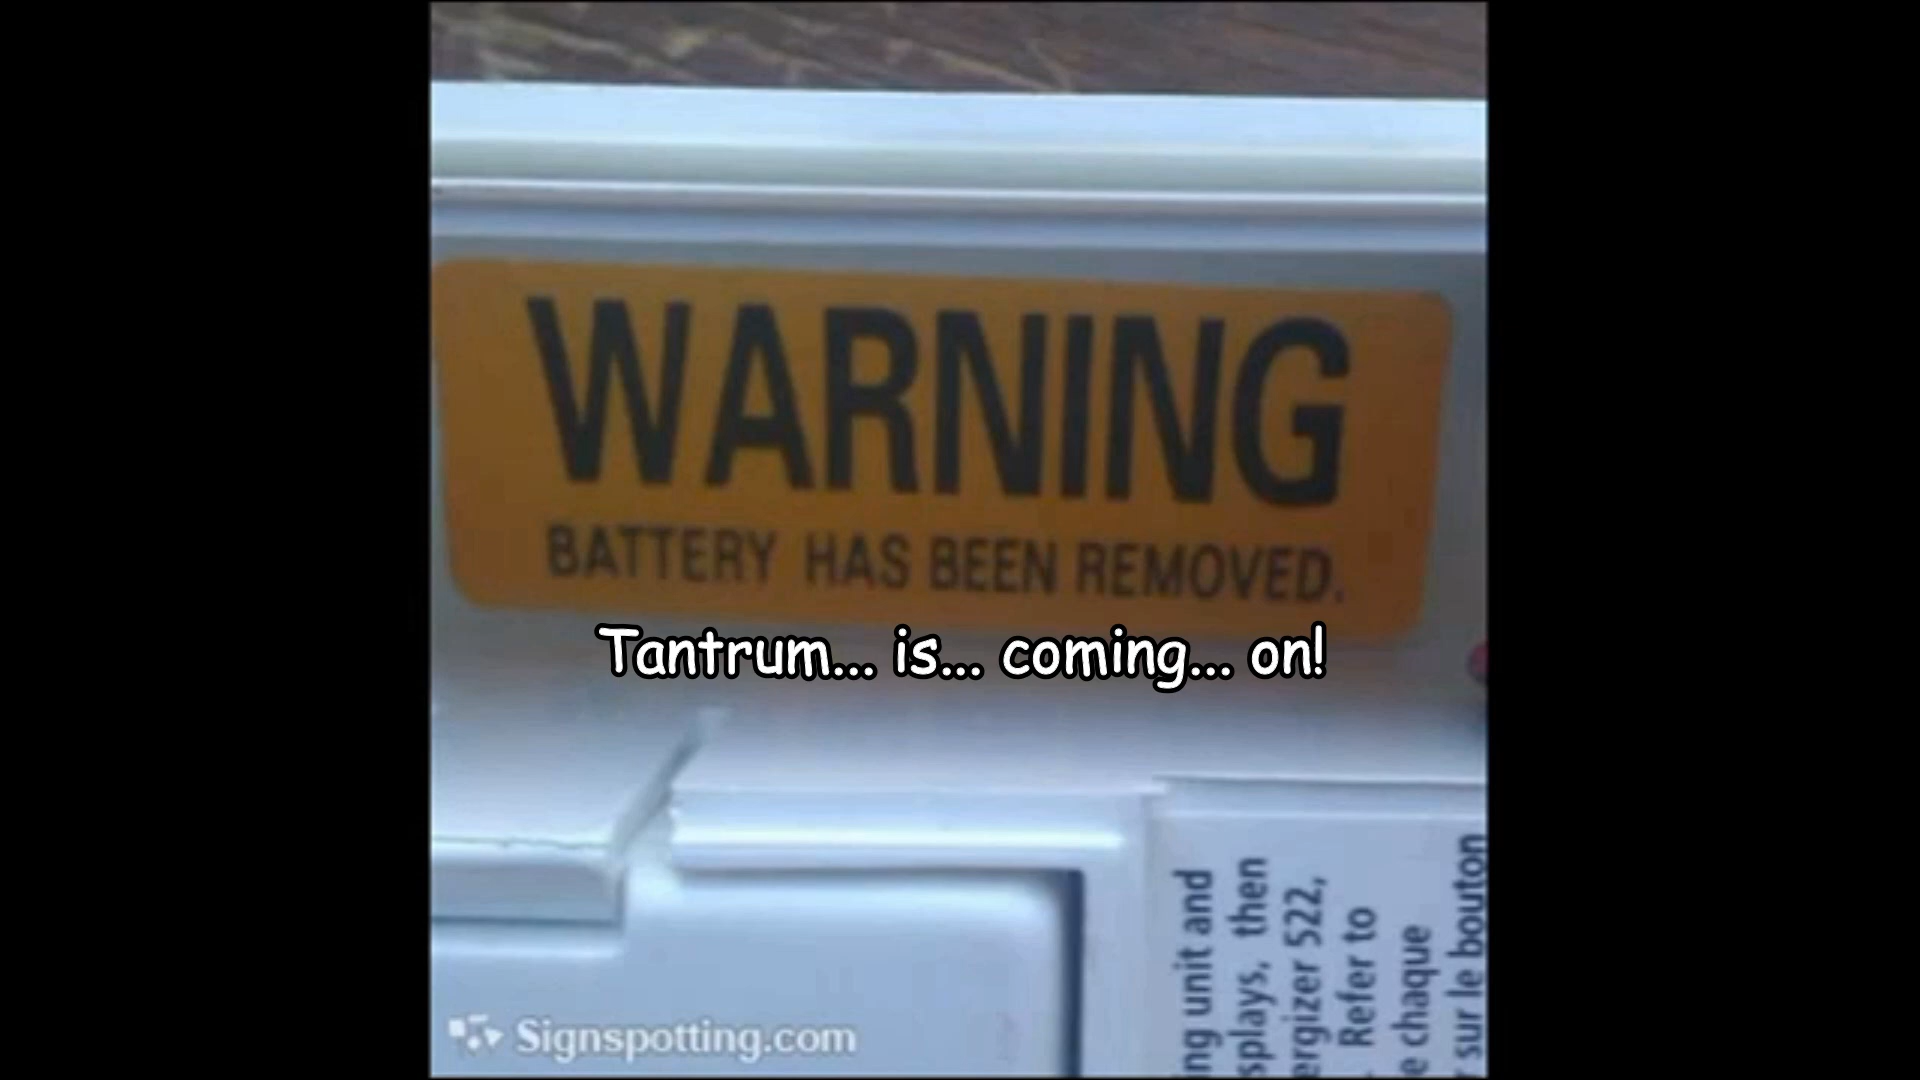 WARNING
BATTERY HAS BEEN REMOVED.
Tantrum... is... coming... on!
ing unit and
splays, then
ergizer 522,
Refer to
e chaque
sur le bouton
Signspotting.com